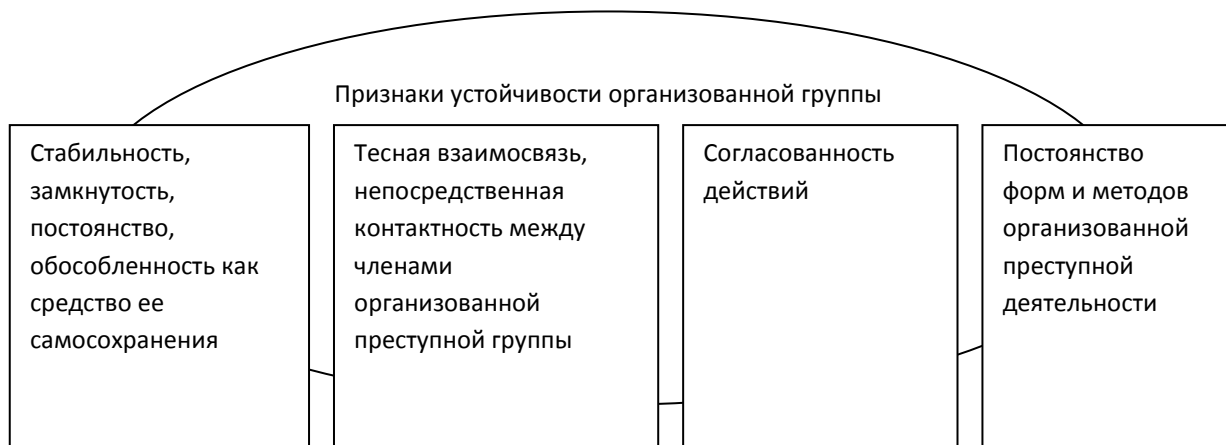 Признаки устойчивости организованной группы
Стабильность,
замкнутость,
постоянство,
обособленность как
средство ее
самосохранения
Тесная взаимосвязь,
непосредственная
контактность между
членами
организованной
преступной группы
Согласованность
действий
Постоянство
форм и методов
организованной
преступной
деятельности